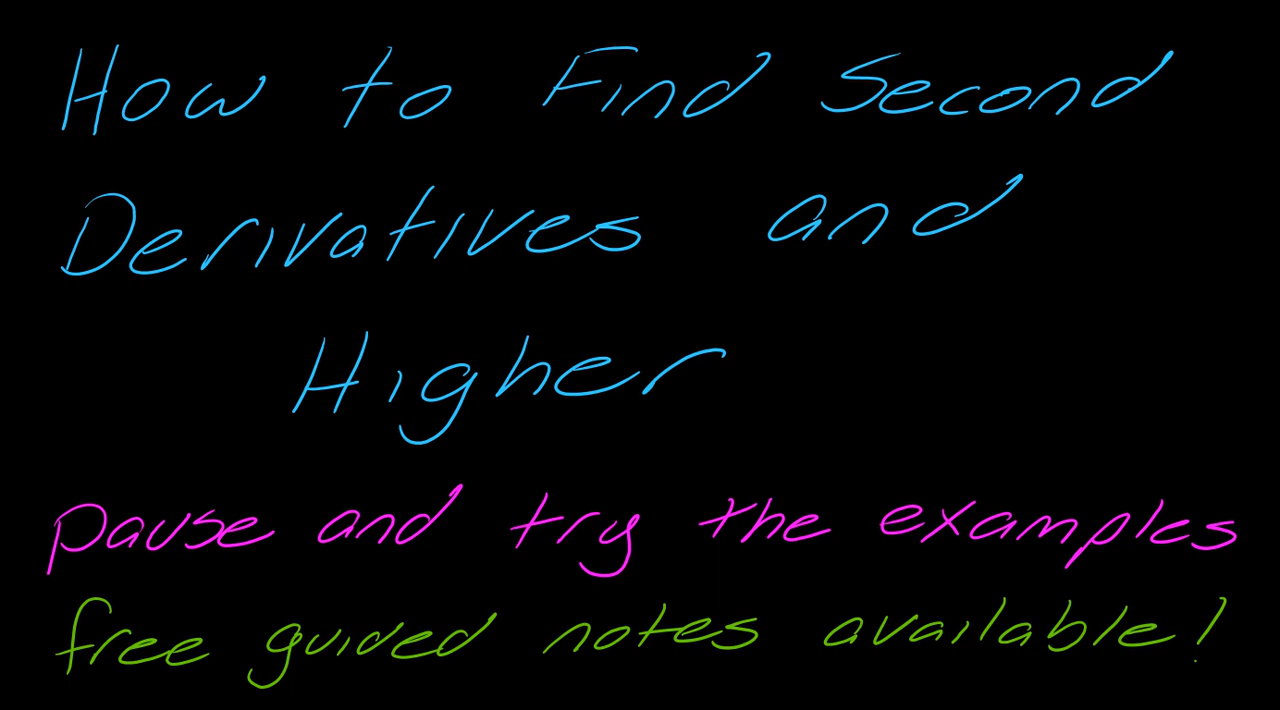 How to Find Second
Derivatives and
Higher
pause and try the examples
free guided notes available!